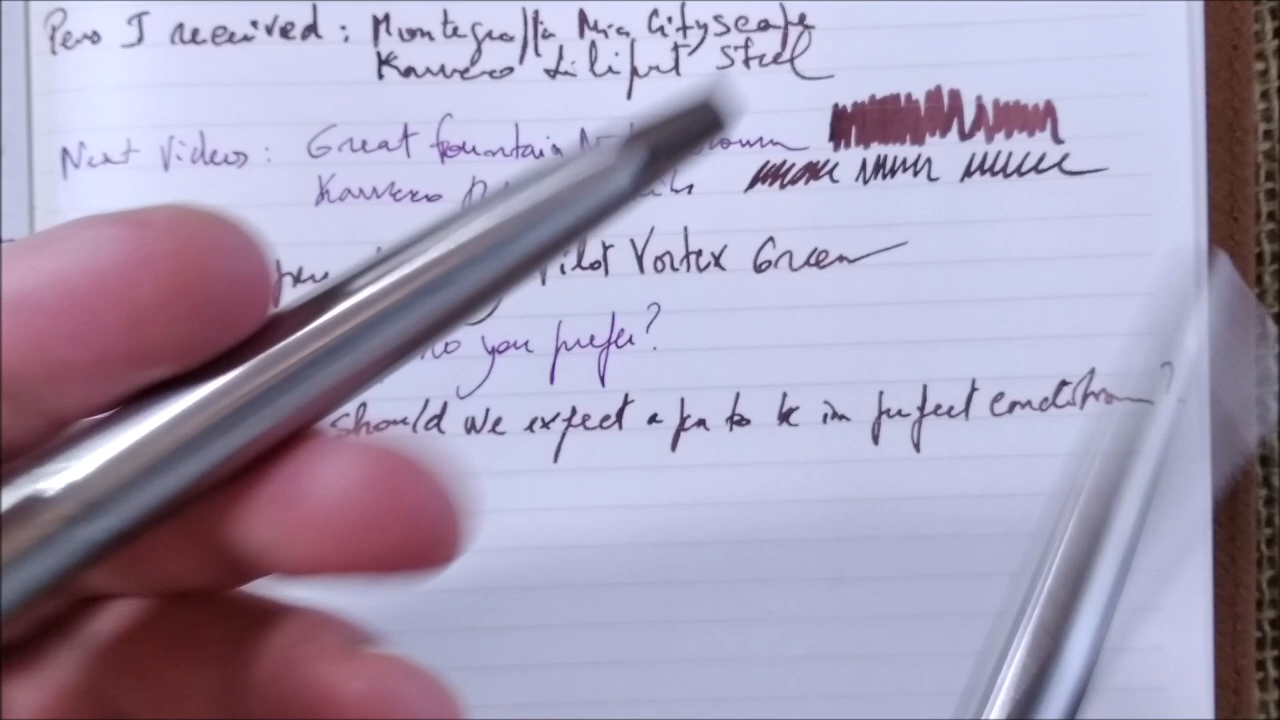 Pens I received: Montegrappa Mia Cityscape
Kaweco Liliput Steel
Next Videos: Great fountain
Kaweco
Pilot Vortex Green
you prefer?
should we expect a pen to be in perfect condition?